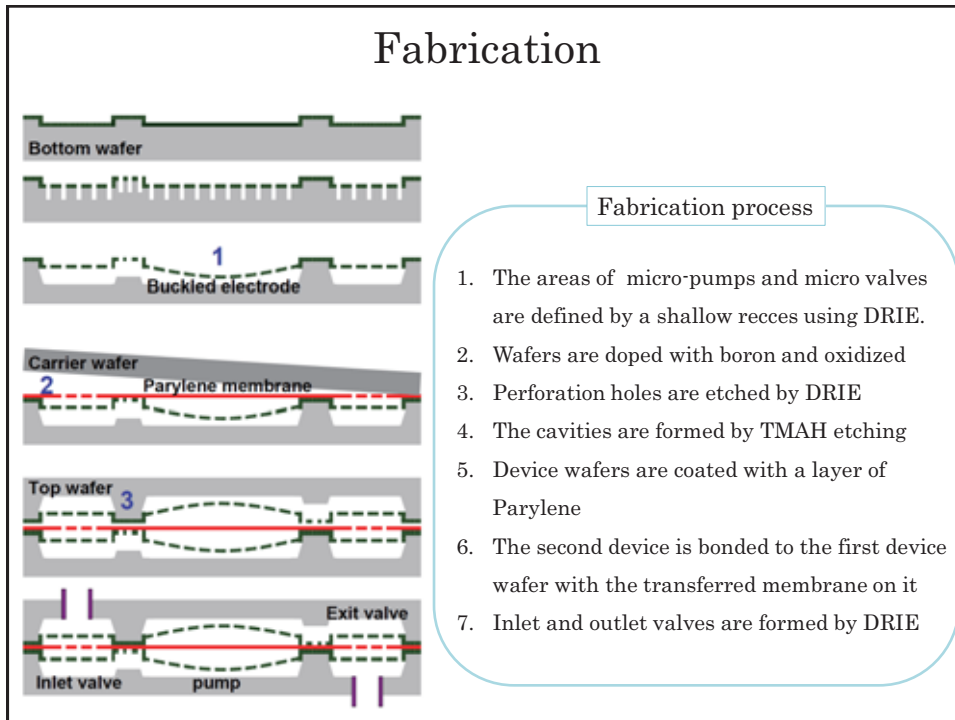 Fabrication
Bottom wafer
1
Buckled electrode
Carrier wafer
2
Parylene membrane
Top wafer
3
Exit valve
Inlet valve
pump
Fabrication process
1. The areas of micro-pumps and micro valves
are defined by a shallow recces using DRIE.
2. Wafers are doped with boron and oxidized
3. Perforation holes are etched by DRIE
4. The cavities are formed by TMAH etching
5. Device wafers are coated with a layer of
Parylene
6. The second device is bonded to the first device
wafer with the transferred membrane on it
7. Inlet and outlet valves are formed by DRIE